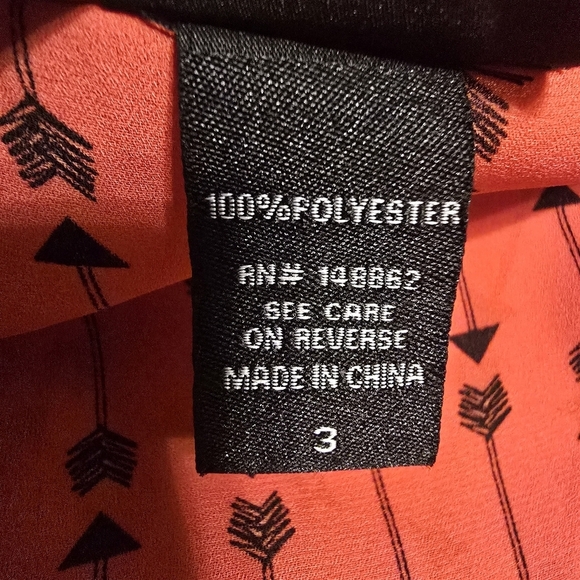 100%POLYESTER
RN# 148862
SEE CARE
ON REVERSE
MADE IN CHINA
3